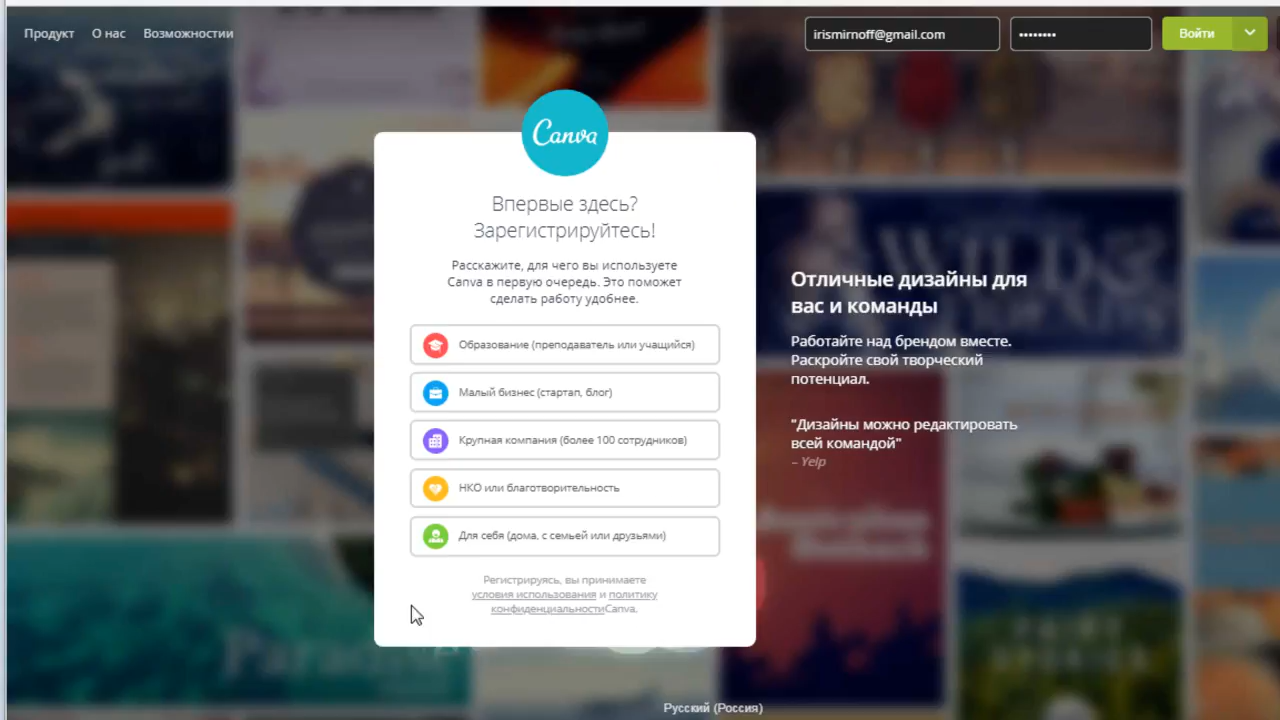 Продукт
О нас
Возможностии
irismirnoff@gmail.com
••••••••
Войти
Canva
Впервые здесь?
Зарегистрируйтесь!
Расскажите, для чего вы используете
Canva в первую очередь. Это поможет
сделать работу удобнее.
Образование (преподаватель или учащийся)
Малый бизнес (стартап, блог)
Крупная компания (более 100 сотрудников)
НКО или благотворительность
Для себя (дома, с семьей или друзьями)
Регистрируясь, вы принимаете
условия использования и политику
конфиденциальностиCanva.
Отличные дизайны для
вас и команды
Работайте над брендом вместе.
Раскройте свой творческий
потенциал.
"Дизайны можно редактировать
всей командой"
– Yelp
WILD &
Paradise
Русский (Россия)